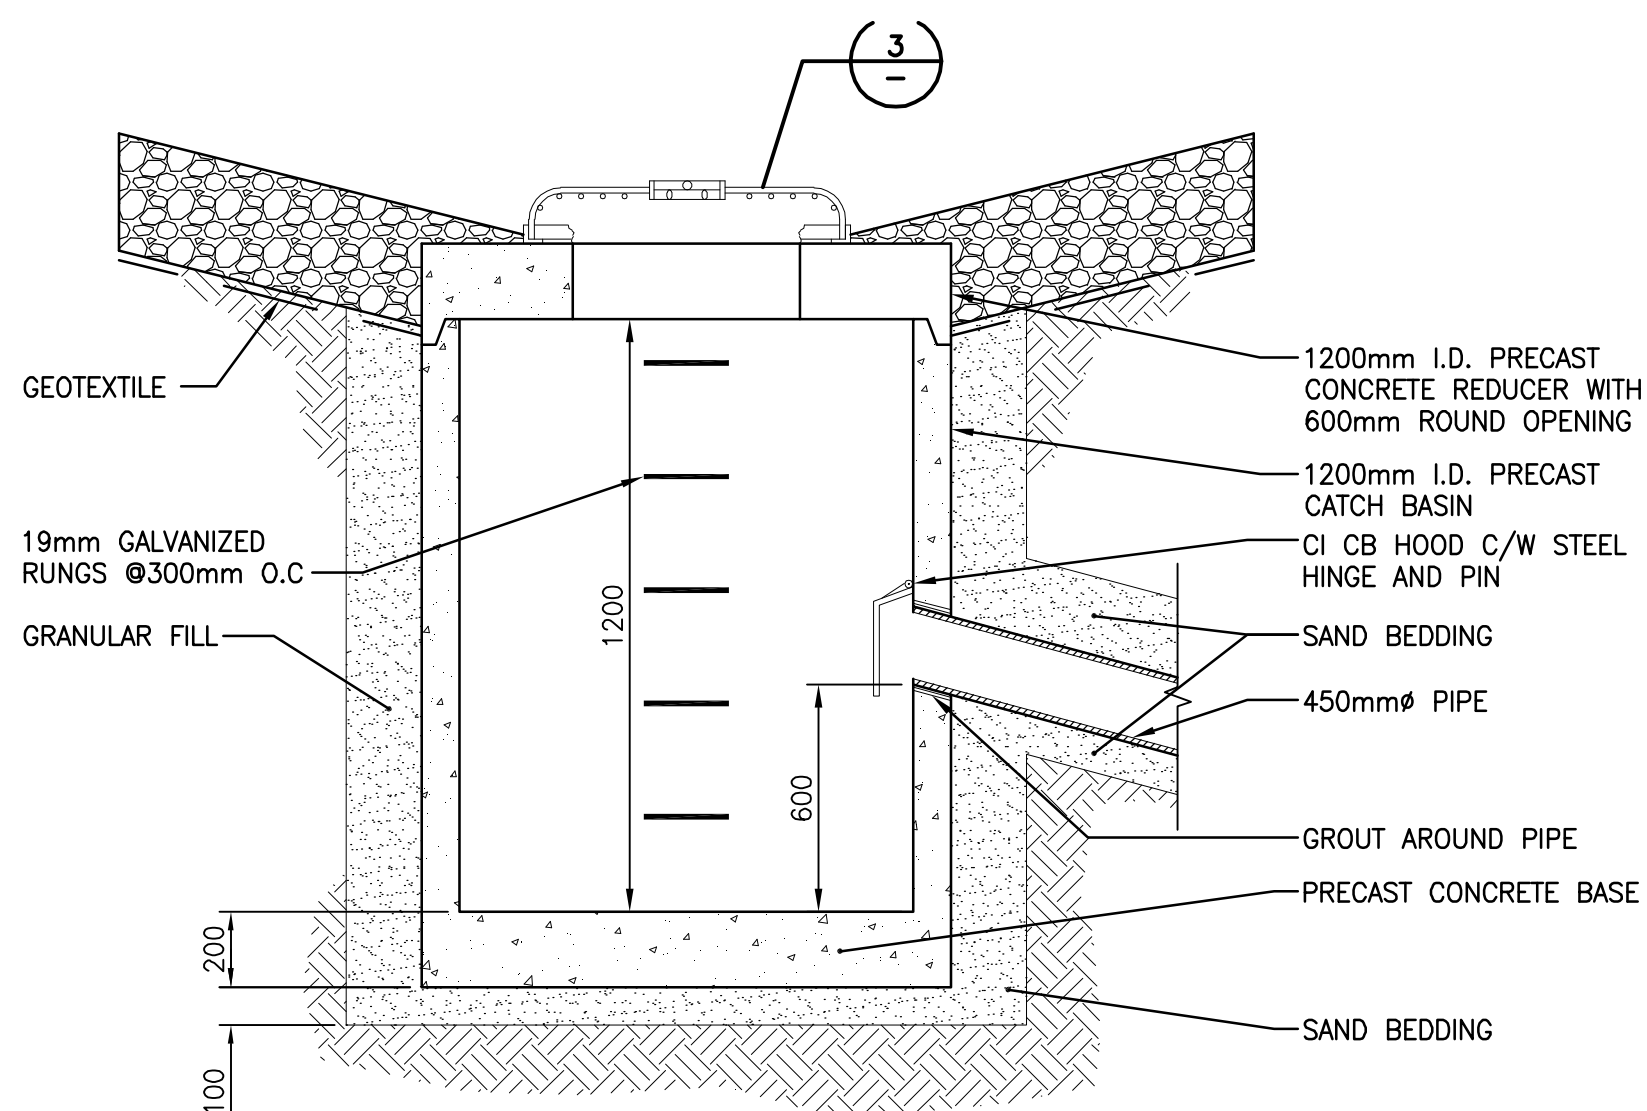 3
–
GEOTEXTILE
19mm GALVANIZED
RUNGS @300mm O.C
GRANULAR FILL
1200
600
200
100
1200mm I.D. PRECAST
CONCRETE REDUCER WITH
600mm ROUND OPENING
1200mm I.D. PRECAST
CATCH BASIN
CI CB HOOD C/W STEEL
HINGE AND PIN
SAND BEDDING
450mmø PIPE
GROUT AROUND PIPE
PRECAST CONCRETE BASE
SAND BEDDING